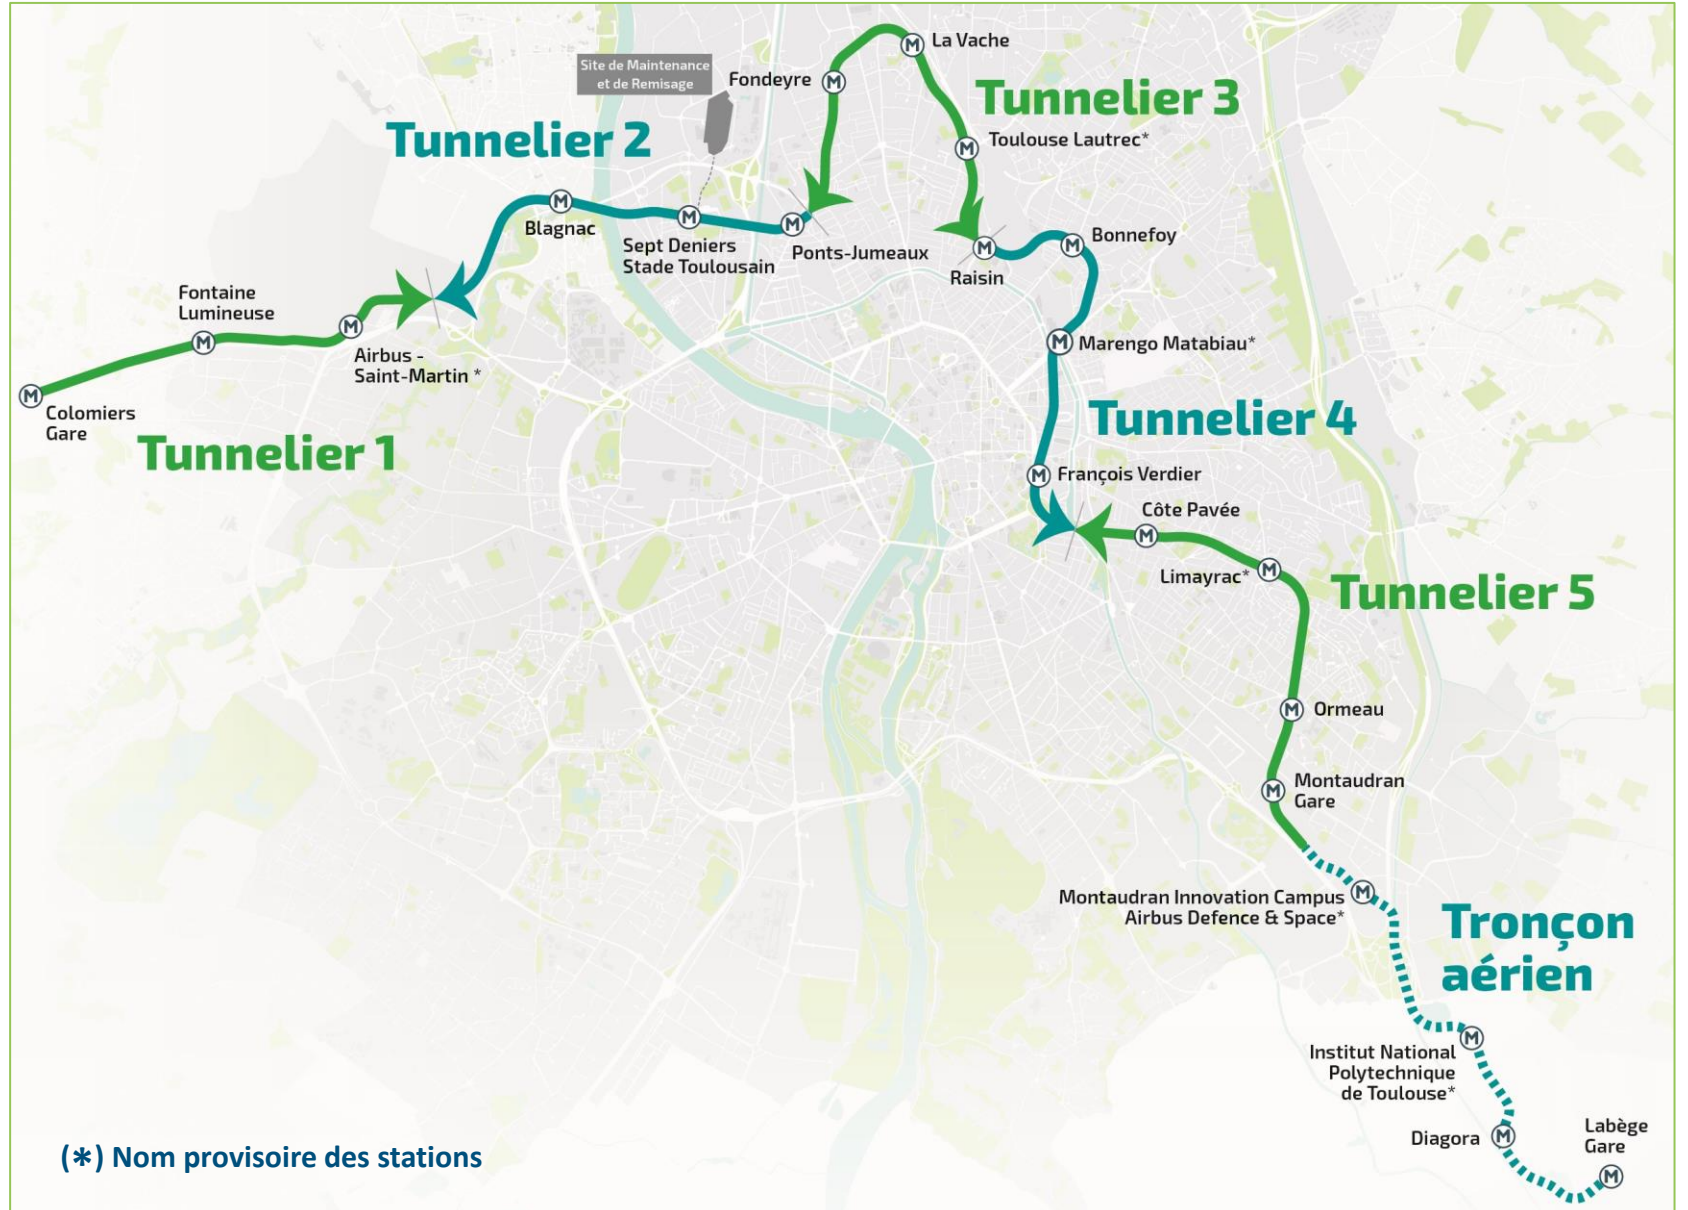 La Vache
Site de Maintenance
et de Remisage
Fondeyre
M
M
Tunnelier 3
Tunnelier 2
Toulouse Lautrec*
M
Blagnac
M
Sept Deniers
Stade Toulousain
M
Ponts-Jumeaux
M
Bonnefoy
M
Raisin
M
Fontaine
Lumineuse
M
Airbus -
Saint-Martin *
M
Marengo Matabiau*
M
Colomiers
Gare
M
Tunnelier 1
Tunnelier 4
François Verdier
M
Côte Pavée
M
Limayrac*
M
Tunnelier 5
Ormeau
M
Montaudran
Gare
M
Montaudran Innovation Campus
Airbus Defence & Space*
M
Tronçon
aérien
Institut National
Polytechnique
de Toulouse*
M
Diagora
M
Labège
Gare
M
(*) Nom provisoire des stations